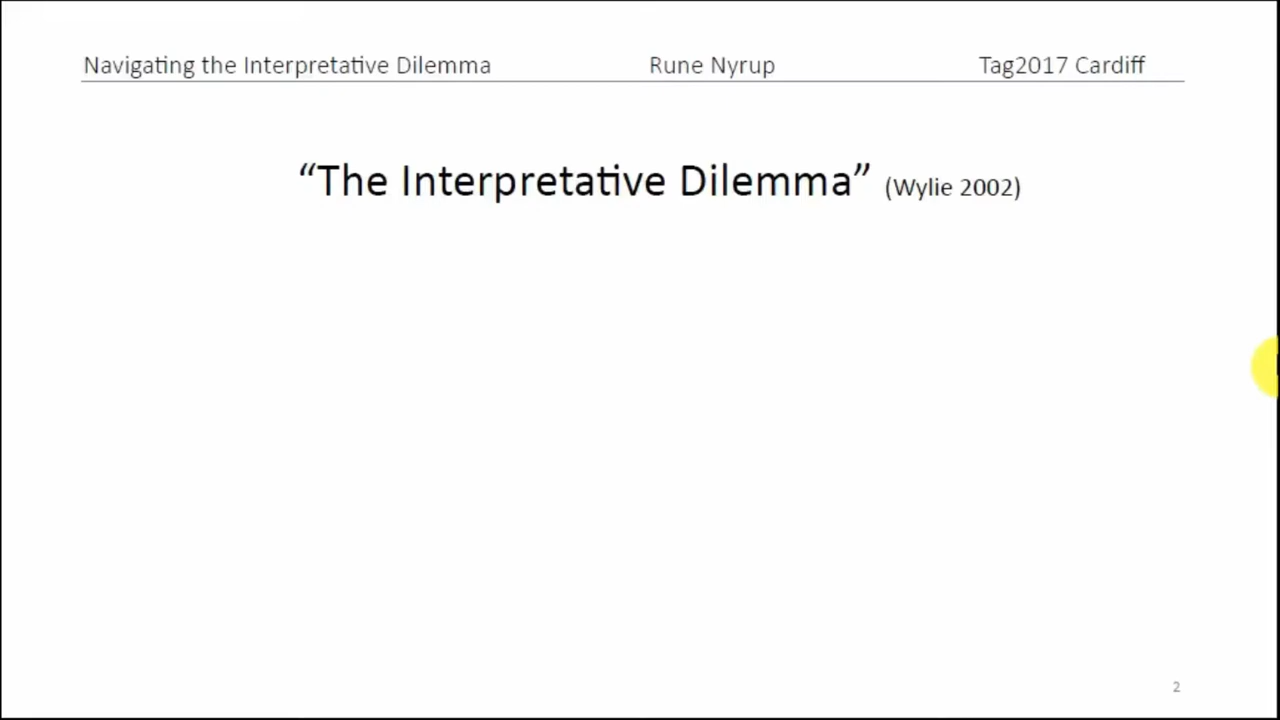 Navigating the Interpretative Dilemma Rune Nyrup Tag2017 Cardiff
“The Interpretative Dilemma” (Wylie 2002)
2